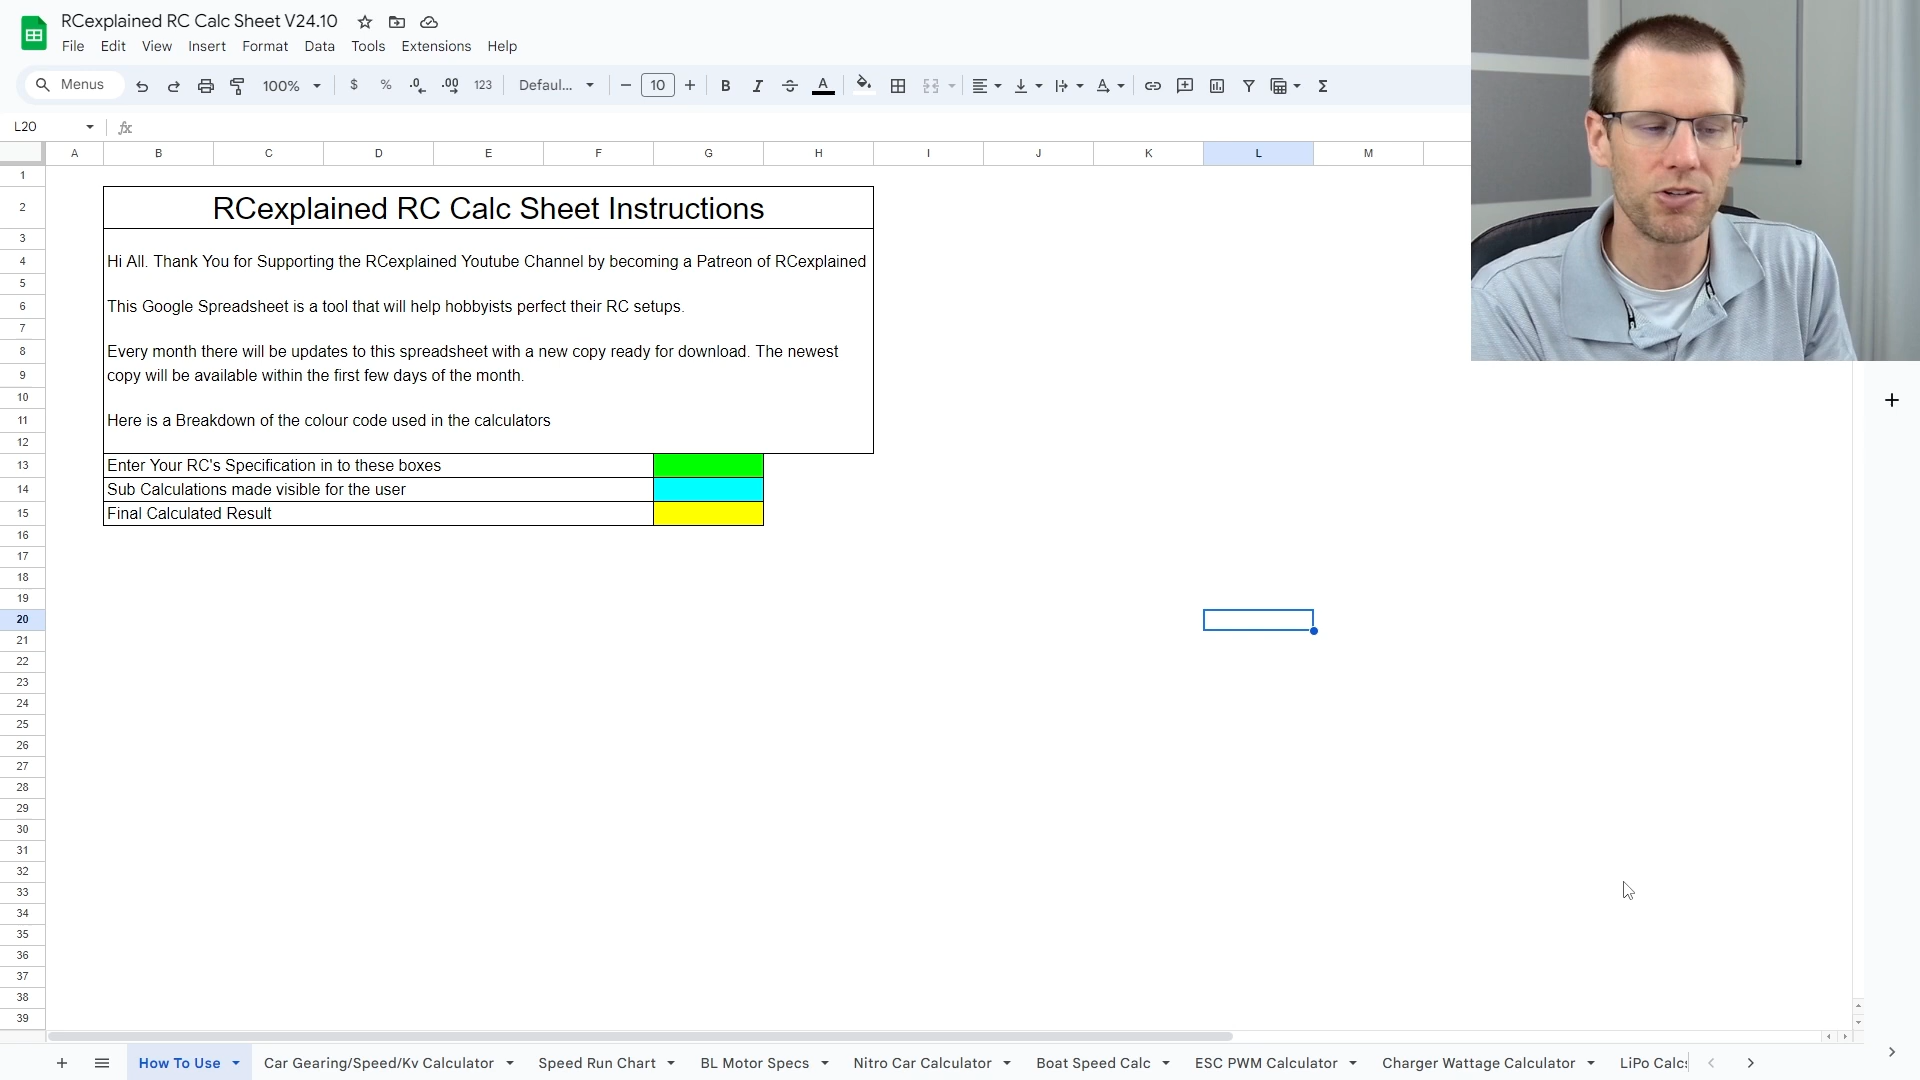 RCexplained RC Calc Sheet V24.10
File Edit View Insert Format Data Tools Extensions Help
Menus 100% $ % .0 .00 123 Defaul... 10 B I A
L20 fx
A B C D E F G H I J K L M
1
2 RCexplained RC Calc Sheet Instructions
3
4 Hi All. Thank You for Supporting the RCexplained Youtube Channel by becoming a Patreon of RCexplained
5
6 This Google Spreadsheet is a tool that will help hobbyists perfect their RC setups.
7
8 Every month there will be updates to this spreadsheet with a new copy ready for download. The newest
9 copy will be available within the first few days of the month.
10
11 Here is a Breakdown of the colour code used in the calculators
12
13 Enter Your RC's Specification in to these boxes
14 Sub Calculations made visible for the user
15 Final Calculated Result
16
17
18
19
20
21
22
23
24
25
26
27
28
29
30
31
32
33
34
35
36
37
38
39
How To Use Car Gearing/Speed/Kv Calculator Speed Run Chart BL Motor Specs Nitro Car Calculator Boat Speed Calc ESC PWM Calculator Charger Wattage Calculator LiPo Calcs